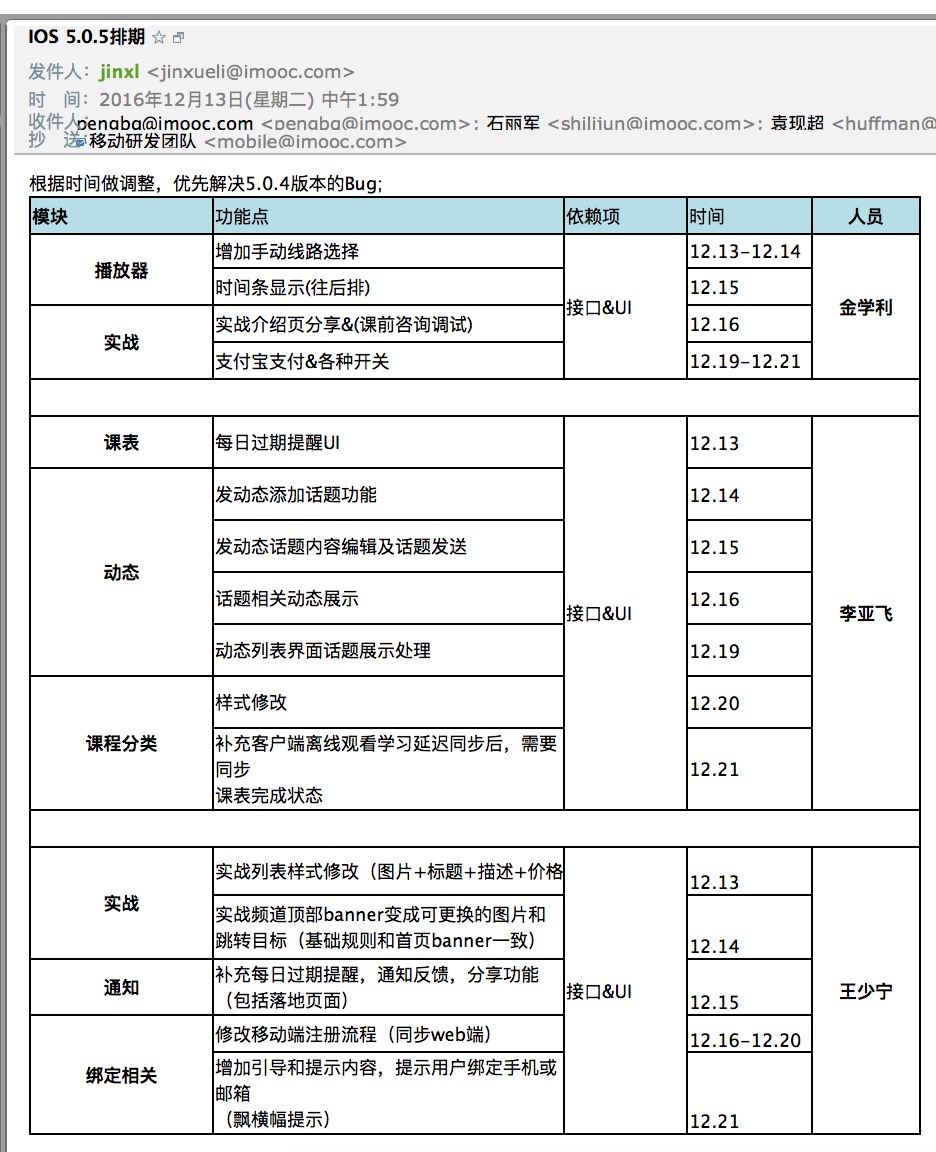 IOS 5.0.5排期
发件人：jinxl <jinxueli@imooc.com>
时 间：2016年12月13日(星期二) 中午1:59
收件人 pengbo@imooc.com <pengbo@imooc.com>; 石丽军 <shilijun@imooc.com>; 袁现超 <huffman@
抄 送 移动研发团队 <mobile@imooc.com>
根据时间做调整，优先解决5.0.4版本的Bug;
模块 功能点 依赖项 时间 人员
播放器 增加手动线路选择 接口&UI 12.13-12.14 金学利
时间条显示(往后排) 12.15
实战 实战介绍页分享&(课前咨询调试) 12.16
支付宝支付&各种开关 12.19-12.21
课表 每日过期提醒UI 接口&UI 12.13 李亚飞
动态 发动态添加话题功能 12.14
发动态话题内容编辑及话题发送 12.15
话题相关动态展示 12.16
动态列表界面话题展示处理 12.19
课程分类 样式修改 12.20
补充客户端离线观看学习延迟同步后，需要
同步
课表完成状态 12.21
实战 实战列表样式修改（图片+标题+描述+价格 接口&UI 12.13 王少宁
实战频道顶部banner变成可更换的图片和
跳转目标（基础规则和首页banner一致） 12.14
通知 补充每日过期提醒，通知反馈，分享功能
（包括落地页面） 12.15
绑定相关 修改移动端注册流程（同步web端） 12.16-12.20
增加引导和提示内容，提示用户绑定手机或
邮箱
（飘横幅提示） 12.21